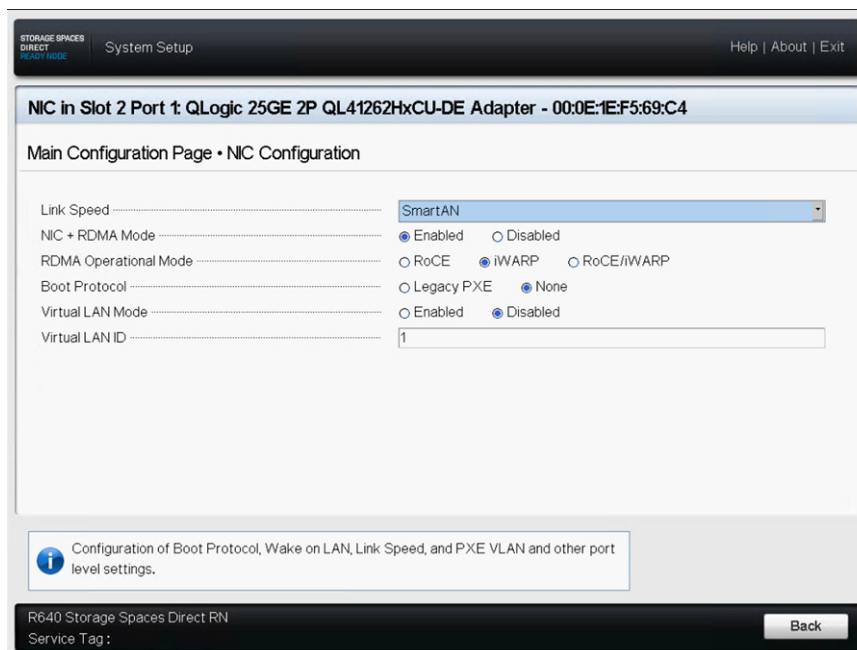 STORAGE SPACES
DIRECT
READY NODE
System Setup
Help | About | Exit
NIC in Slot 2 Port 1: QLogic 25GE 2P QL41262HxCU-DE Adapter - 00:0E:1E:F5:69:C4
Main Configuration Page • NIC Configuration
Link Speed SmartAN
NIC + RDMA Mode Enabled Disabled
RDMA Operational Mode RoCE iWARP RoCE/iWARP
Boot Protocol Legacy PXE None
Virtual LAN Mode Enabled Disabled
Virtual LAN ID 1
Configuration of Boot Protocol, Wake on LAN, Link Speed, and PXE VLAN and other port
level settings.
R640 Storage Spaces Direct RN
Service Tag :
Back